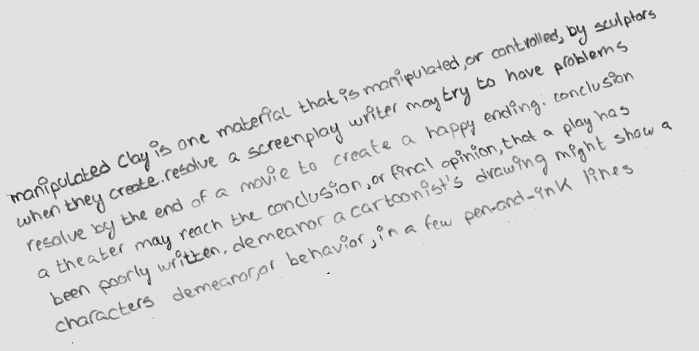 manipulated Clay is one material that is manipulated, or controlled, by sculptors
when they create. resolve a screenplay writer may try to have problems
resolve by the end of a movie to create a happy ending. conclusion
a theater may reach the conclusion, or final opinion, that a play has
been poorly written. demeanor a cartoonist's drawing might show a
characters demeanor, or behavior, in a few pen-and-ink lines